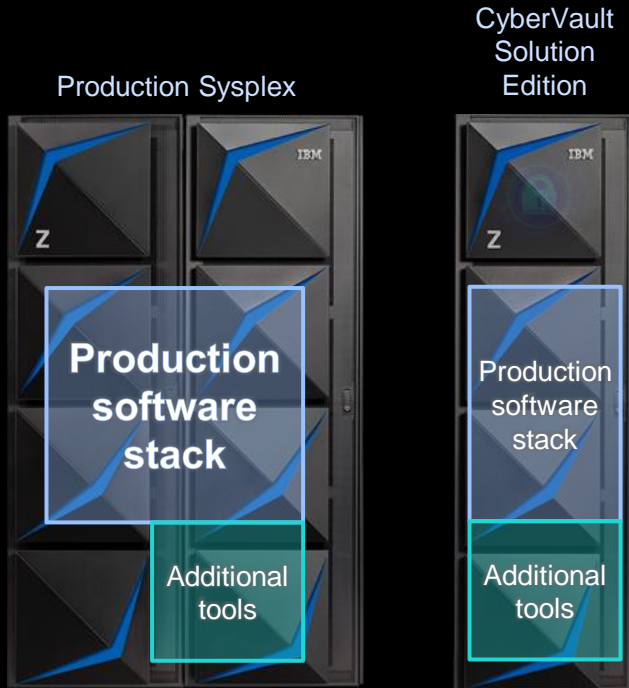 CyberVault
Solution
Edition
Production Sysplex
IBM
Z
IBM
Z
Production
software
stack
Production
software
stack
Additional
tools
Additional
tools